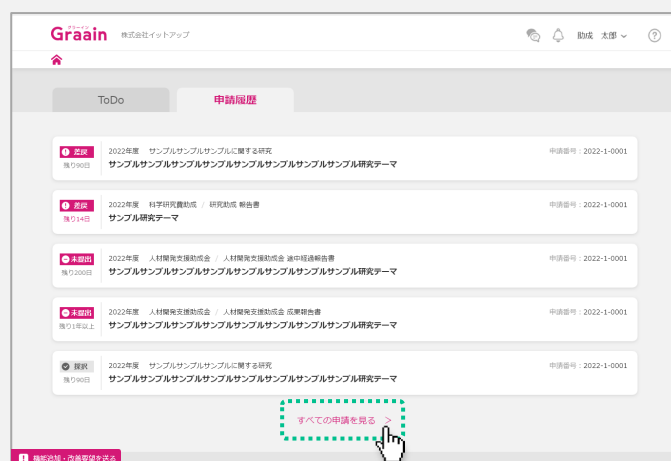 グラーイン
Graain 株式会社イットアップ 助成 太郎
ToDo 申請履歴
差戻 2022年度 サンプルサンプルサンプルに関する研究 申請番号：2022-1-0001
残り90日 サンプルサンプルサンプルサンプルサンプルサンプルサンプルサンプル研究テーマ
差戻 2022年度 科学研究費助成 / 研究助成 報告書 申請番号：2022-1-0001
残り14日 サンプル研究テーマ
未提出 2022年度 人材開発支援助成会 / 人材開発支援助成会 途中経過報告書 申請番号：2022-1-0001
残り200日 サンプルサンプルサンプルサンプルサンプルサンプルサンプルサンプル研究テーマ
未提出 2022年度 人材開発支援助成会 / 人材開発支援助成会 成果報告書 申請番号：2022-1-0001
残り1年以上 サンプルサンプルサンプルサンプルサンプルサンプルサンプルサンプル研究テーマ
採択 2022年度 サンプルサンプルサンプルに関する研究 申請番号：2022-1-0001
残り90日 サンプルサンプルサンプルサンプルサンプルサンプルサンプルサンプル研究テーマ
すべての申請を見る >
機能追加・改善要望を送る